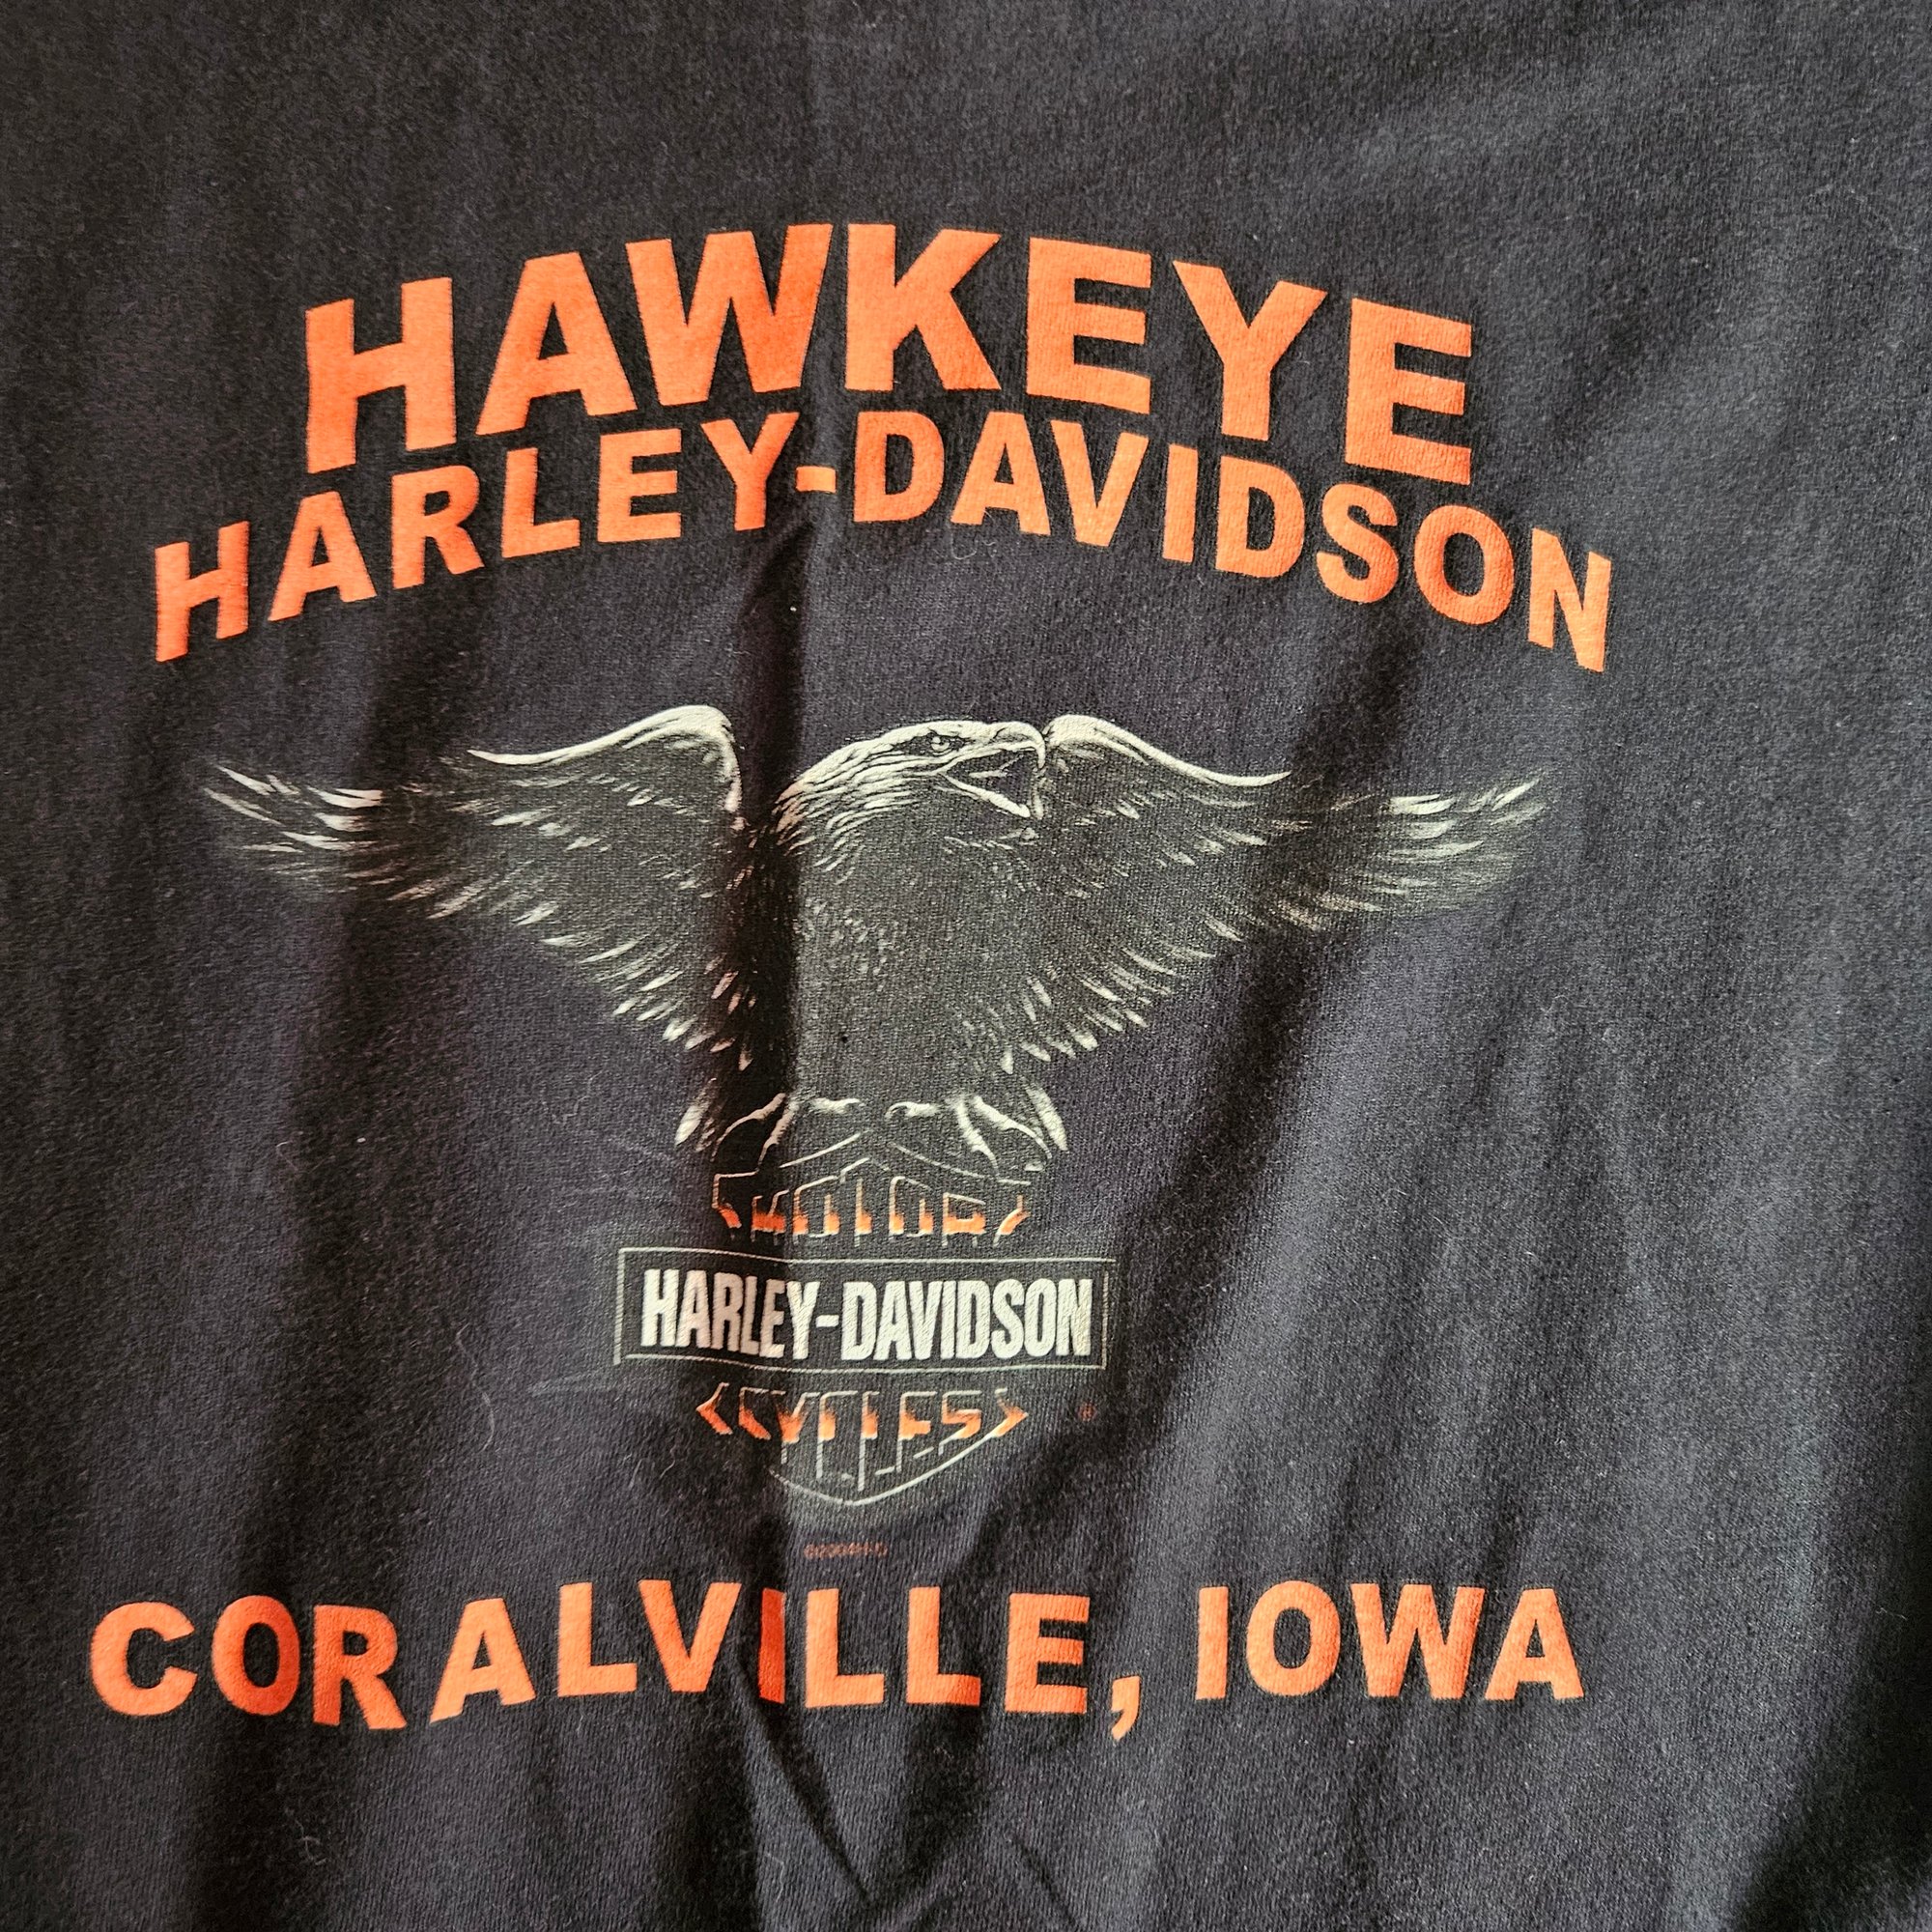 HAWKEYE
HARLEY-DAVIDSON
MOTOR
HARLEY-DAVIDSON
CYCLES
®
CORALVILLE, IOWA